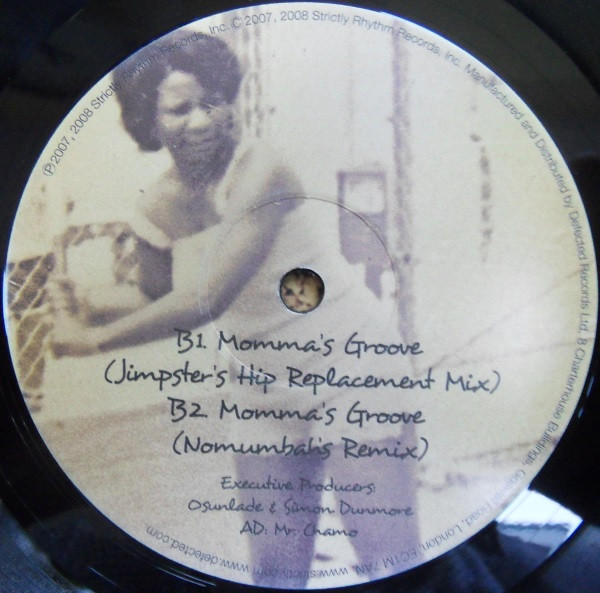 ℗2007, 2008 Strictly Rhythm Records, Inc. © 2007, 2008 Strictly Rhythm Records, Inc. Manufactured and Distributed by Defected Records Ltd, 8 Charterhouse Buildings, Road, London, EC1M 7AN. www.strictly.com www.defected.com
B1. Momma's Groove
(Jimpster's Hip Replacement Mix)
B2. Momma's Groove
(Nomumbah's Remix)
Executive Producers:
Osunlade & Simon Dunmore
AD: Mr. Chamo